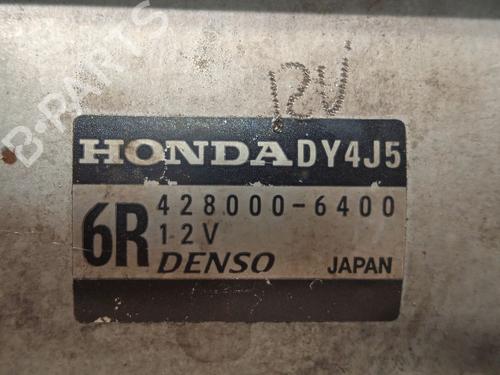 12V
HONDA DY4J5
6R 428000-6400
12V
DENSO JAPAN
B-PARTS